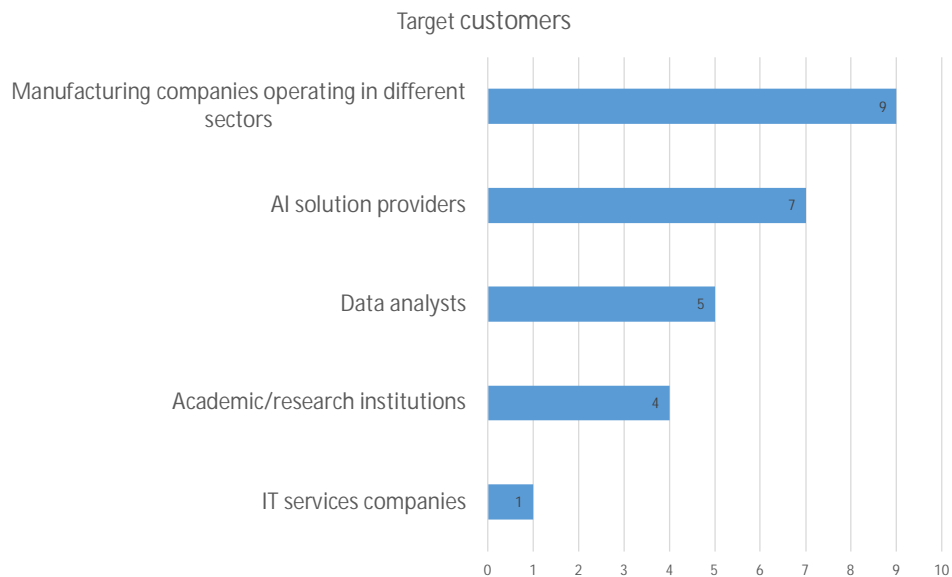 Target customers
Manufacturing companies operating in different
sectors
9
AI solution providers
7
Data analysts
5
Academic/research institutions
4
IT services companies
1
0 1 2 3 4 5 6 7 8 9 10